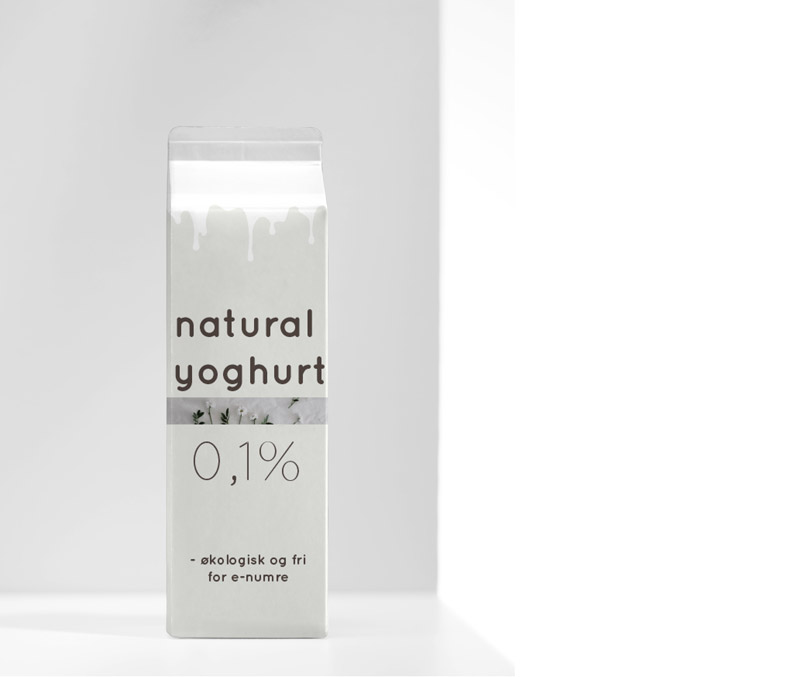 natural
yoghurt
0,1%
- økologisk og fri
for e-numre